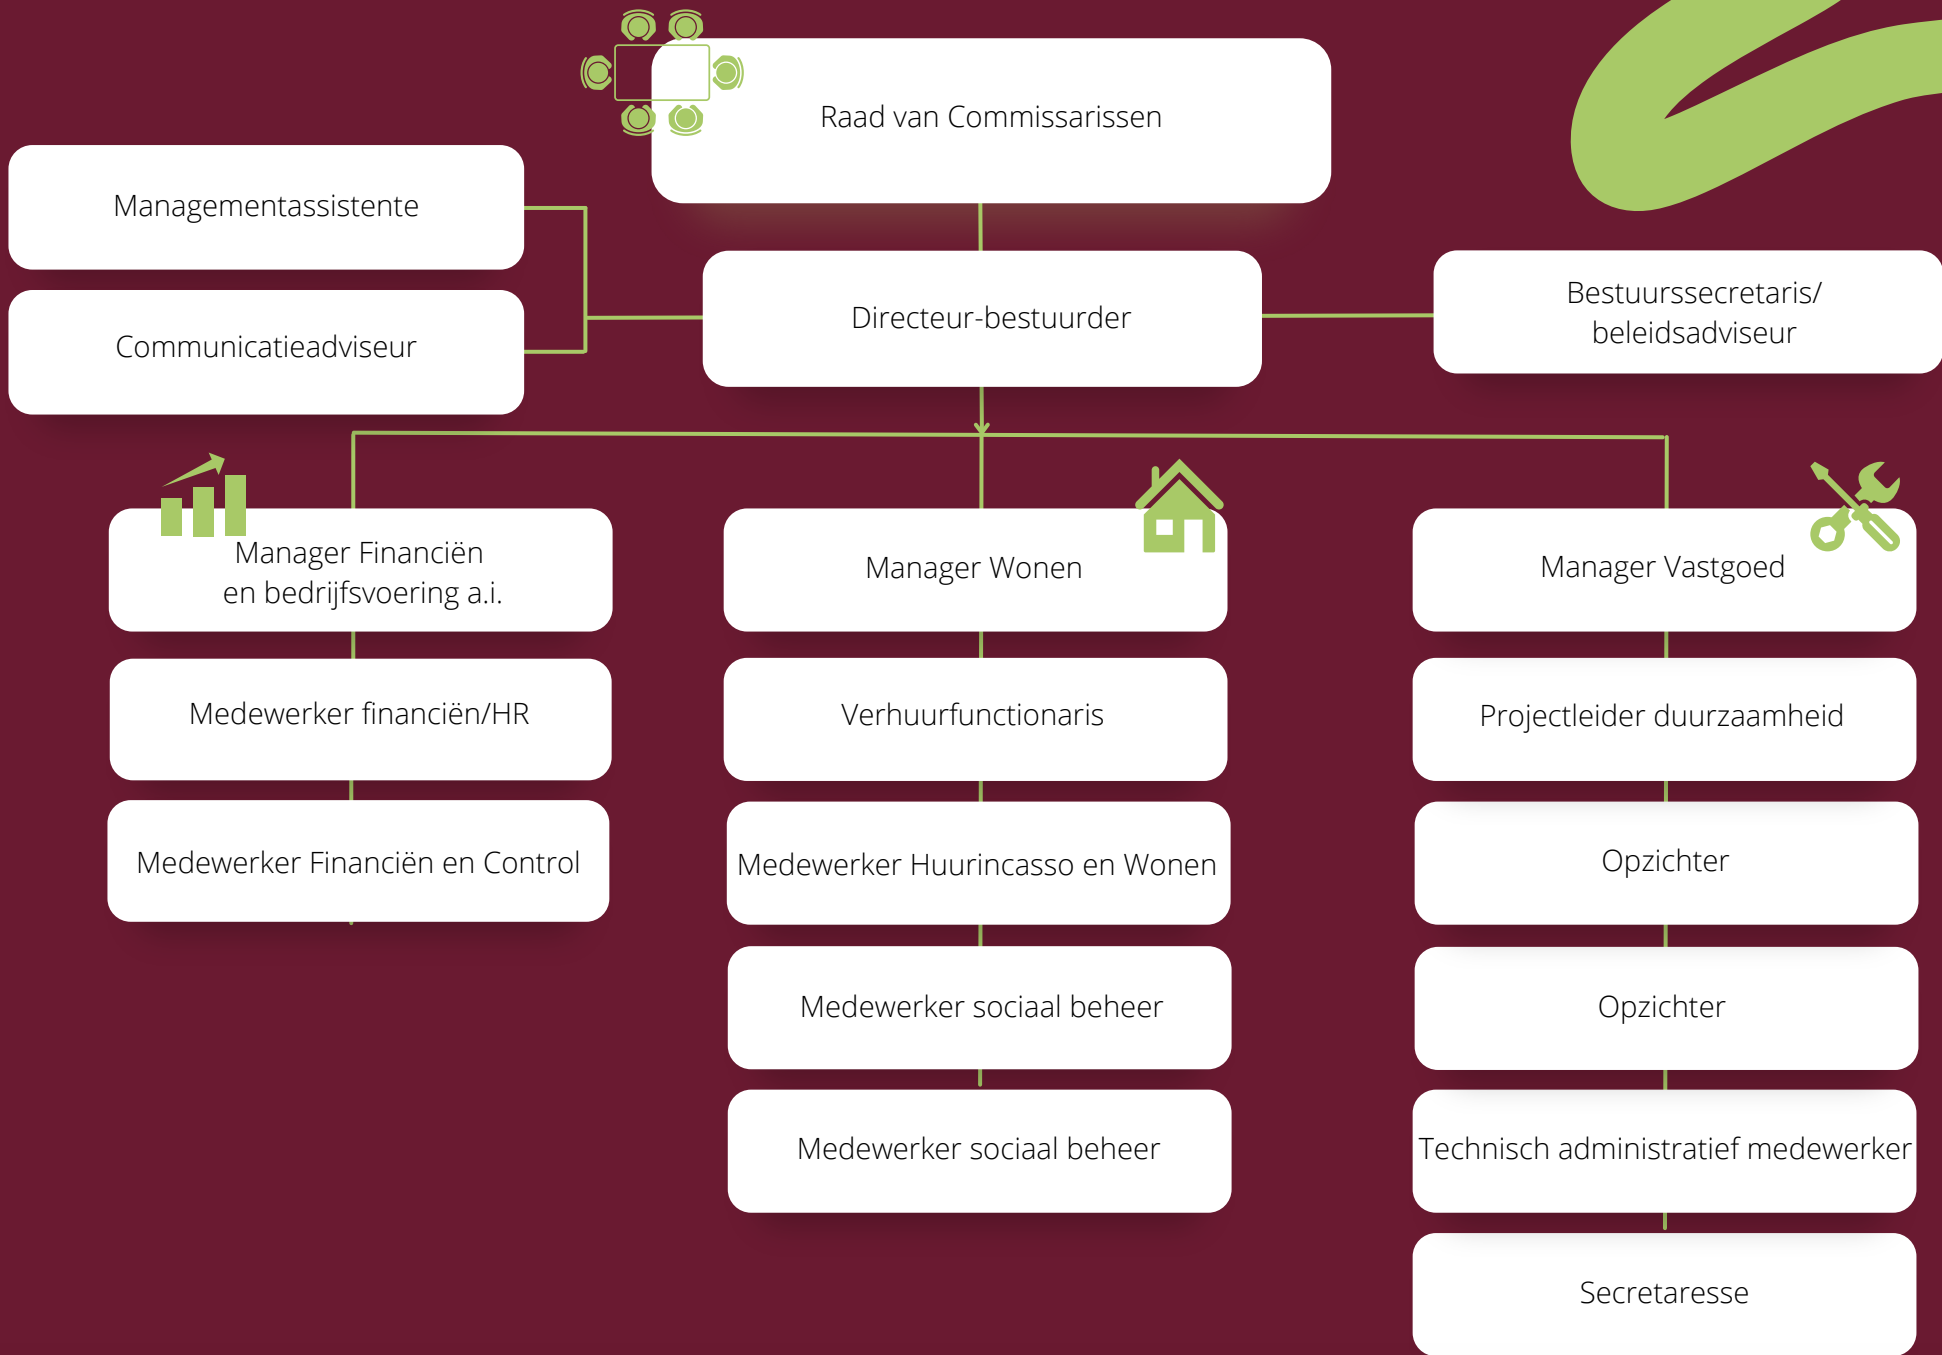 Raad van Commissarissen
Managementassistente
Communicatieadviseur
Directeur-bestuurder
Bestuurssecretaris/
beleidsadviseur
Manager Financiën
en bedrijfsvoering a.i.
Medewerker financiën/HR
Medewerker Financiën en Control
Manager Wonen
Verhuurfunctionaris
Medewerker Huurincasso en Wonen
Medewerker sociaal beheer
Medewerker sociaal beheer
Manager Vastgoed
Projectleider duurzaamheid
Opzichter
Opzichter
Technisch administratief medewerker
Secretaresse